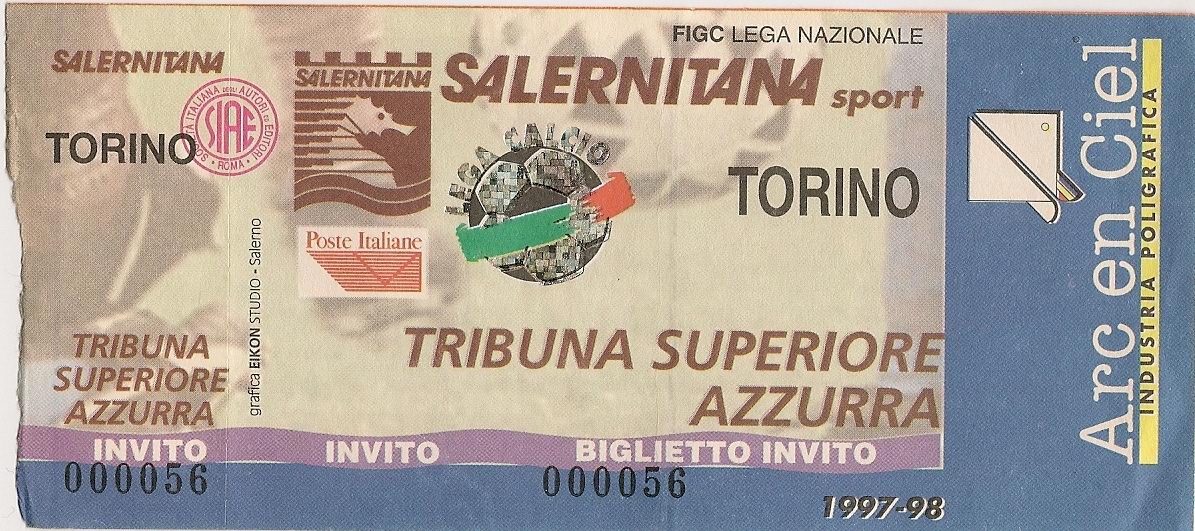 SALERNITANA
TORINO
SOCIETÀ ITALIANA DEGLI AUTORI ED EDITORI
SIAE
• ROMA •
TRIBUNA
SUPERIORE
AZZURRA
INVITO
000056
grafica EIKON STUDIO - Salerno
FIGC LEGA NAZIONALE
SALERNITANA
SALERNITANA sport
LEGA CALCIO
TORINO
Poste Italiane
TRIBUNA SUPERIORE
AZZURRA
INVITO
BIGLIETTO INVITO
000056
1997-98
Arc en Ciel
INDUSTRIA POLIGRAFICA